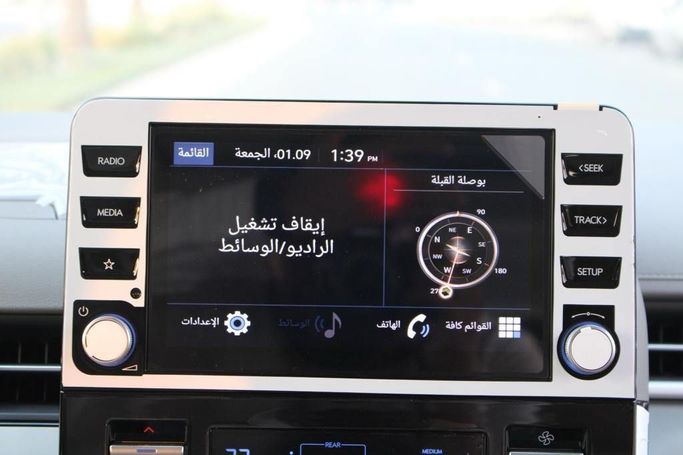 القائمة
01.09، الجمعة
1:39 PM
بوصلة القبلة
إيقاف تشغيل
الراديو/الوسائط
0
90
180
N
NE
E
SE
S
SW
W
NW
القوائم كافة
الهاتف
الوسائط
الإعدادات
RADIO
MEDIA
<SEEK
TRACK>
SETUP
REAR
MEDIUM